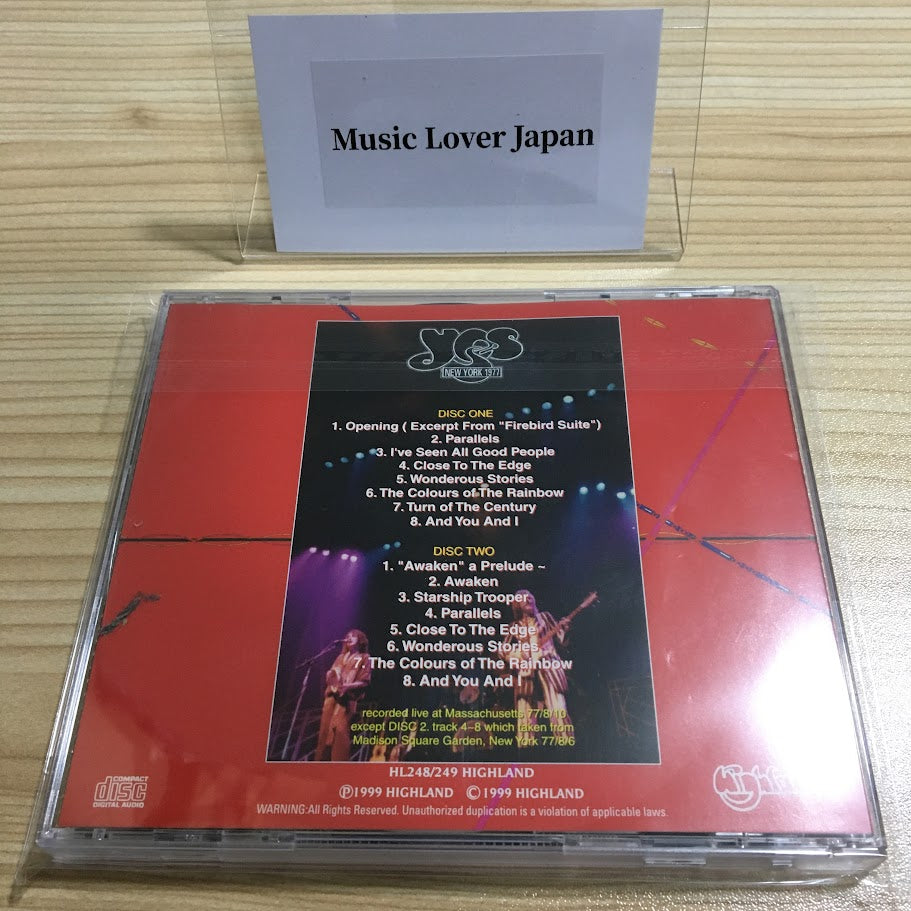 Music Lover Japan
yes
NEW YORK 1977
DISC ONE
1. Opening ( Excerpt From "Firebird Suite")
2. Parallels
3. I've Seen All Good People
4. Close To The Edge
5. Wonderous Stories
6. The Colours of The Rainbow
7. Turn of The Century
8. And You And I
DISC TWO
1. "Awaken" a Prelude ~
2. Awaken
3. Starship Trooper
4. Parallels
5. Close To The Edge
6. Wonderous Stories
7. The Colours of The Rainbow
8. And You And I
recorded live at Massachusetts 77/8/10
except DISC 2. track 4~8 which taken from
Madison Square Garden, New York 77/8/6
HL248/249 HIGHLAND
Ⓟ1999 HIGHLAND ©1999 HIGHLAND
WARNING:All Rights Reserved. Unauthorized duplication is a violation of applicable laws.
COMPACT
disc
DIGITAL AUDIO